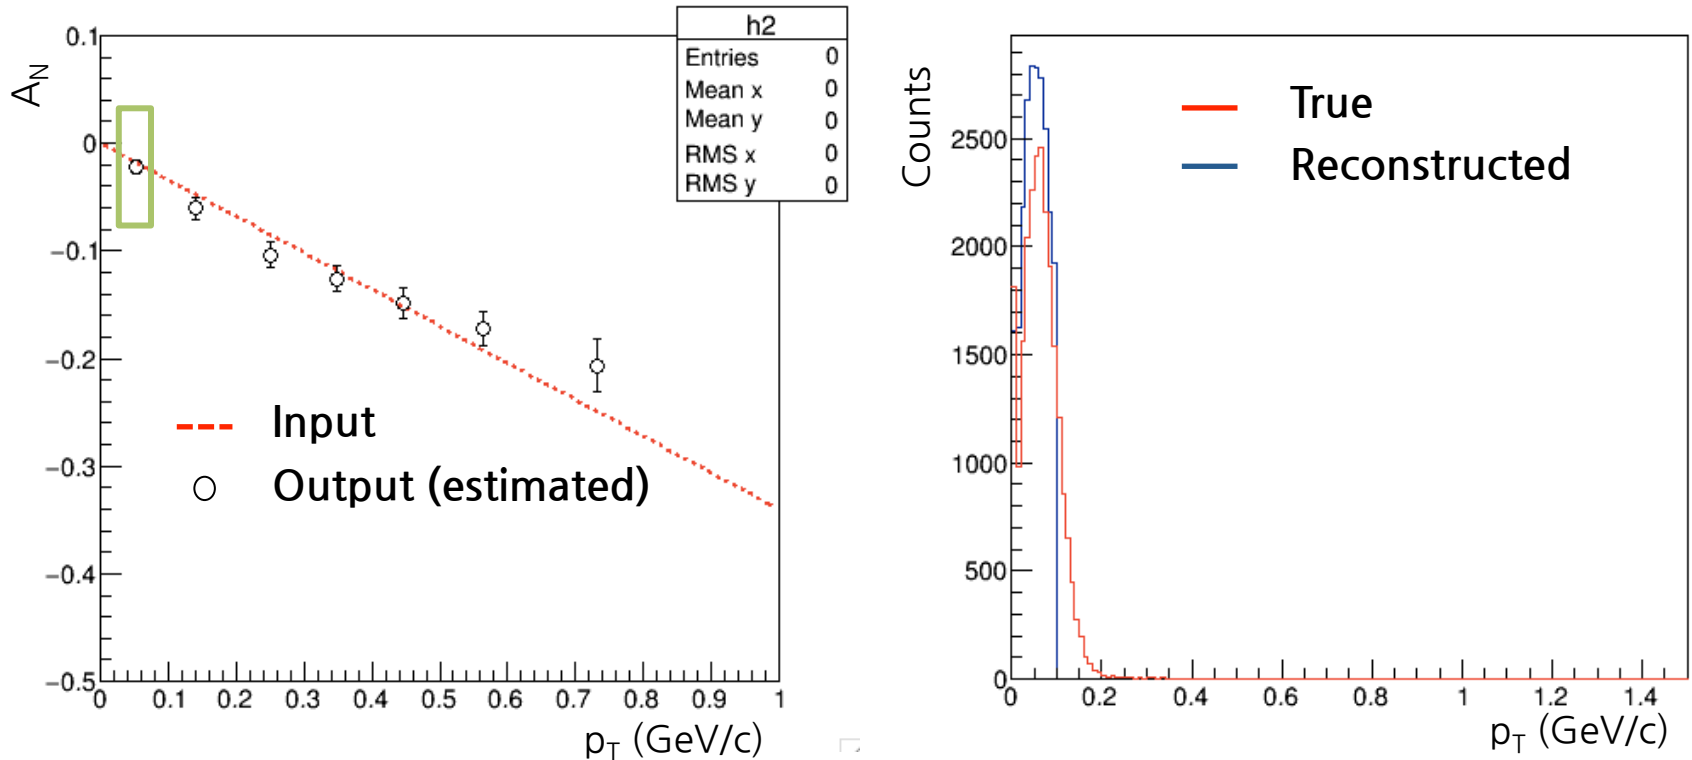 h2
Entries 0
Mean x 0
Mean y 0
RMS x 0
RMS y 0
A_N
0.1
0
−0.1
−0.2
−0.3
−0.4
−0.5
Input
Output (estimated)
0 0.1 0.2 0.3 0.4 0.5 0.6 0.7 0.8 0.9 1
p_T (GeV/c)
Counts
2500
2000
1500
1000
500
0
True
Reconstructed
0 0.2 0.4 0.6 0.8 1 1.2 1.4
p_T (GeV/c)